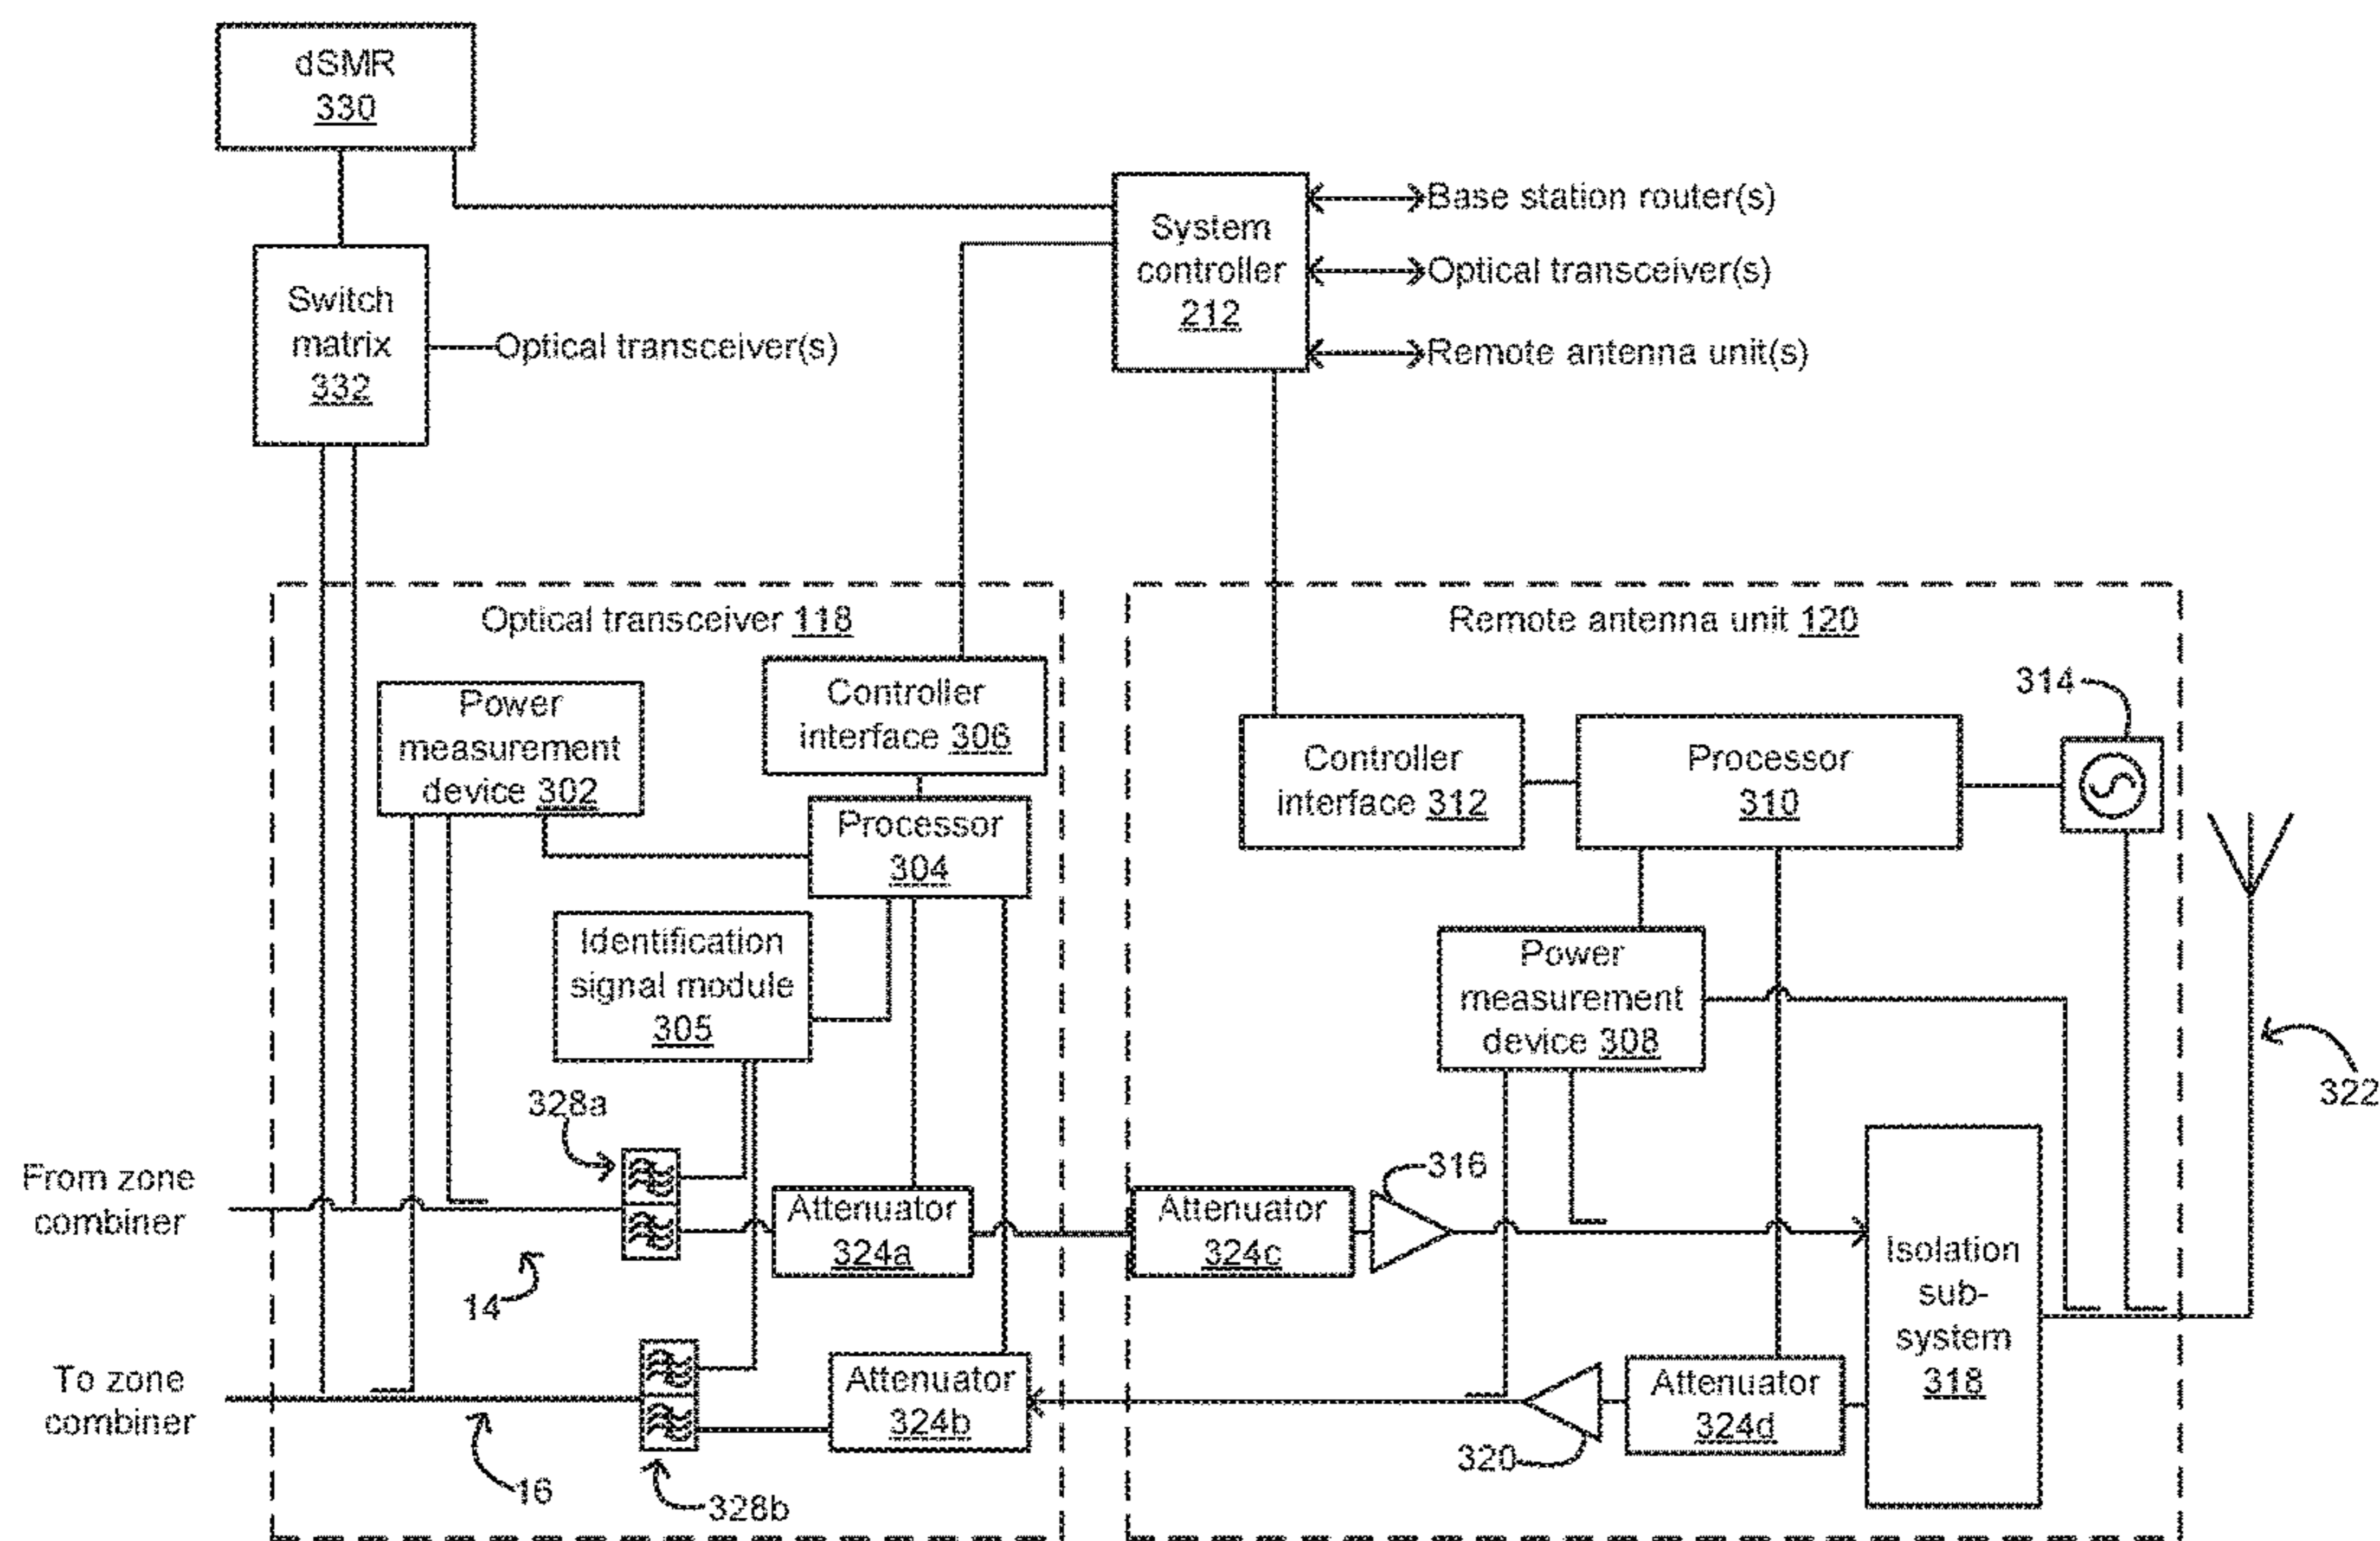 dSMR
330
System
controller
212
Base station router(s)
Optical transceiver(s)
Remote antenna unit(s)
Switch
matrix
332
Optical transceiver(s)
Optical transceiver 118
Power
measurement
device 302
Controller
interface 306
Processor
304
Identification
signal module
305
328a
From zone
combiner
14
Attenuator
324a
To zone
combiner
16
328b
Attenuator
324b
Remote antenna unit 120
314
Controller
interface 312
Processor
310
Power
measurement
device 308
322
316
Attenuator
324c
Isolation
sub-
system
318
320
Attenuator
324d